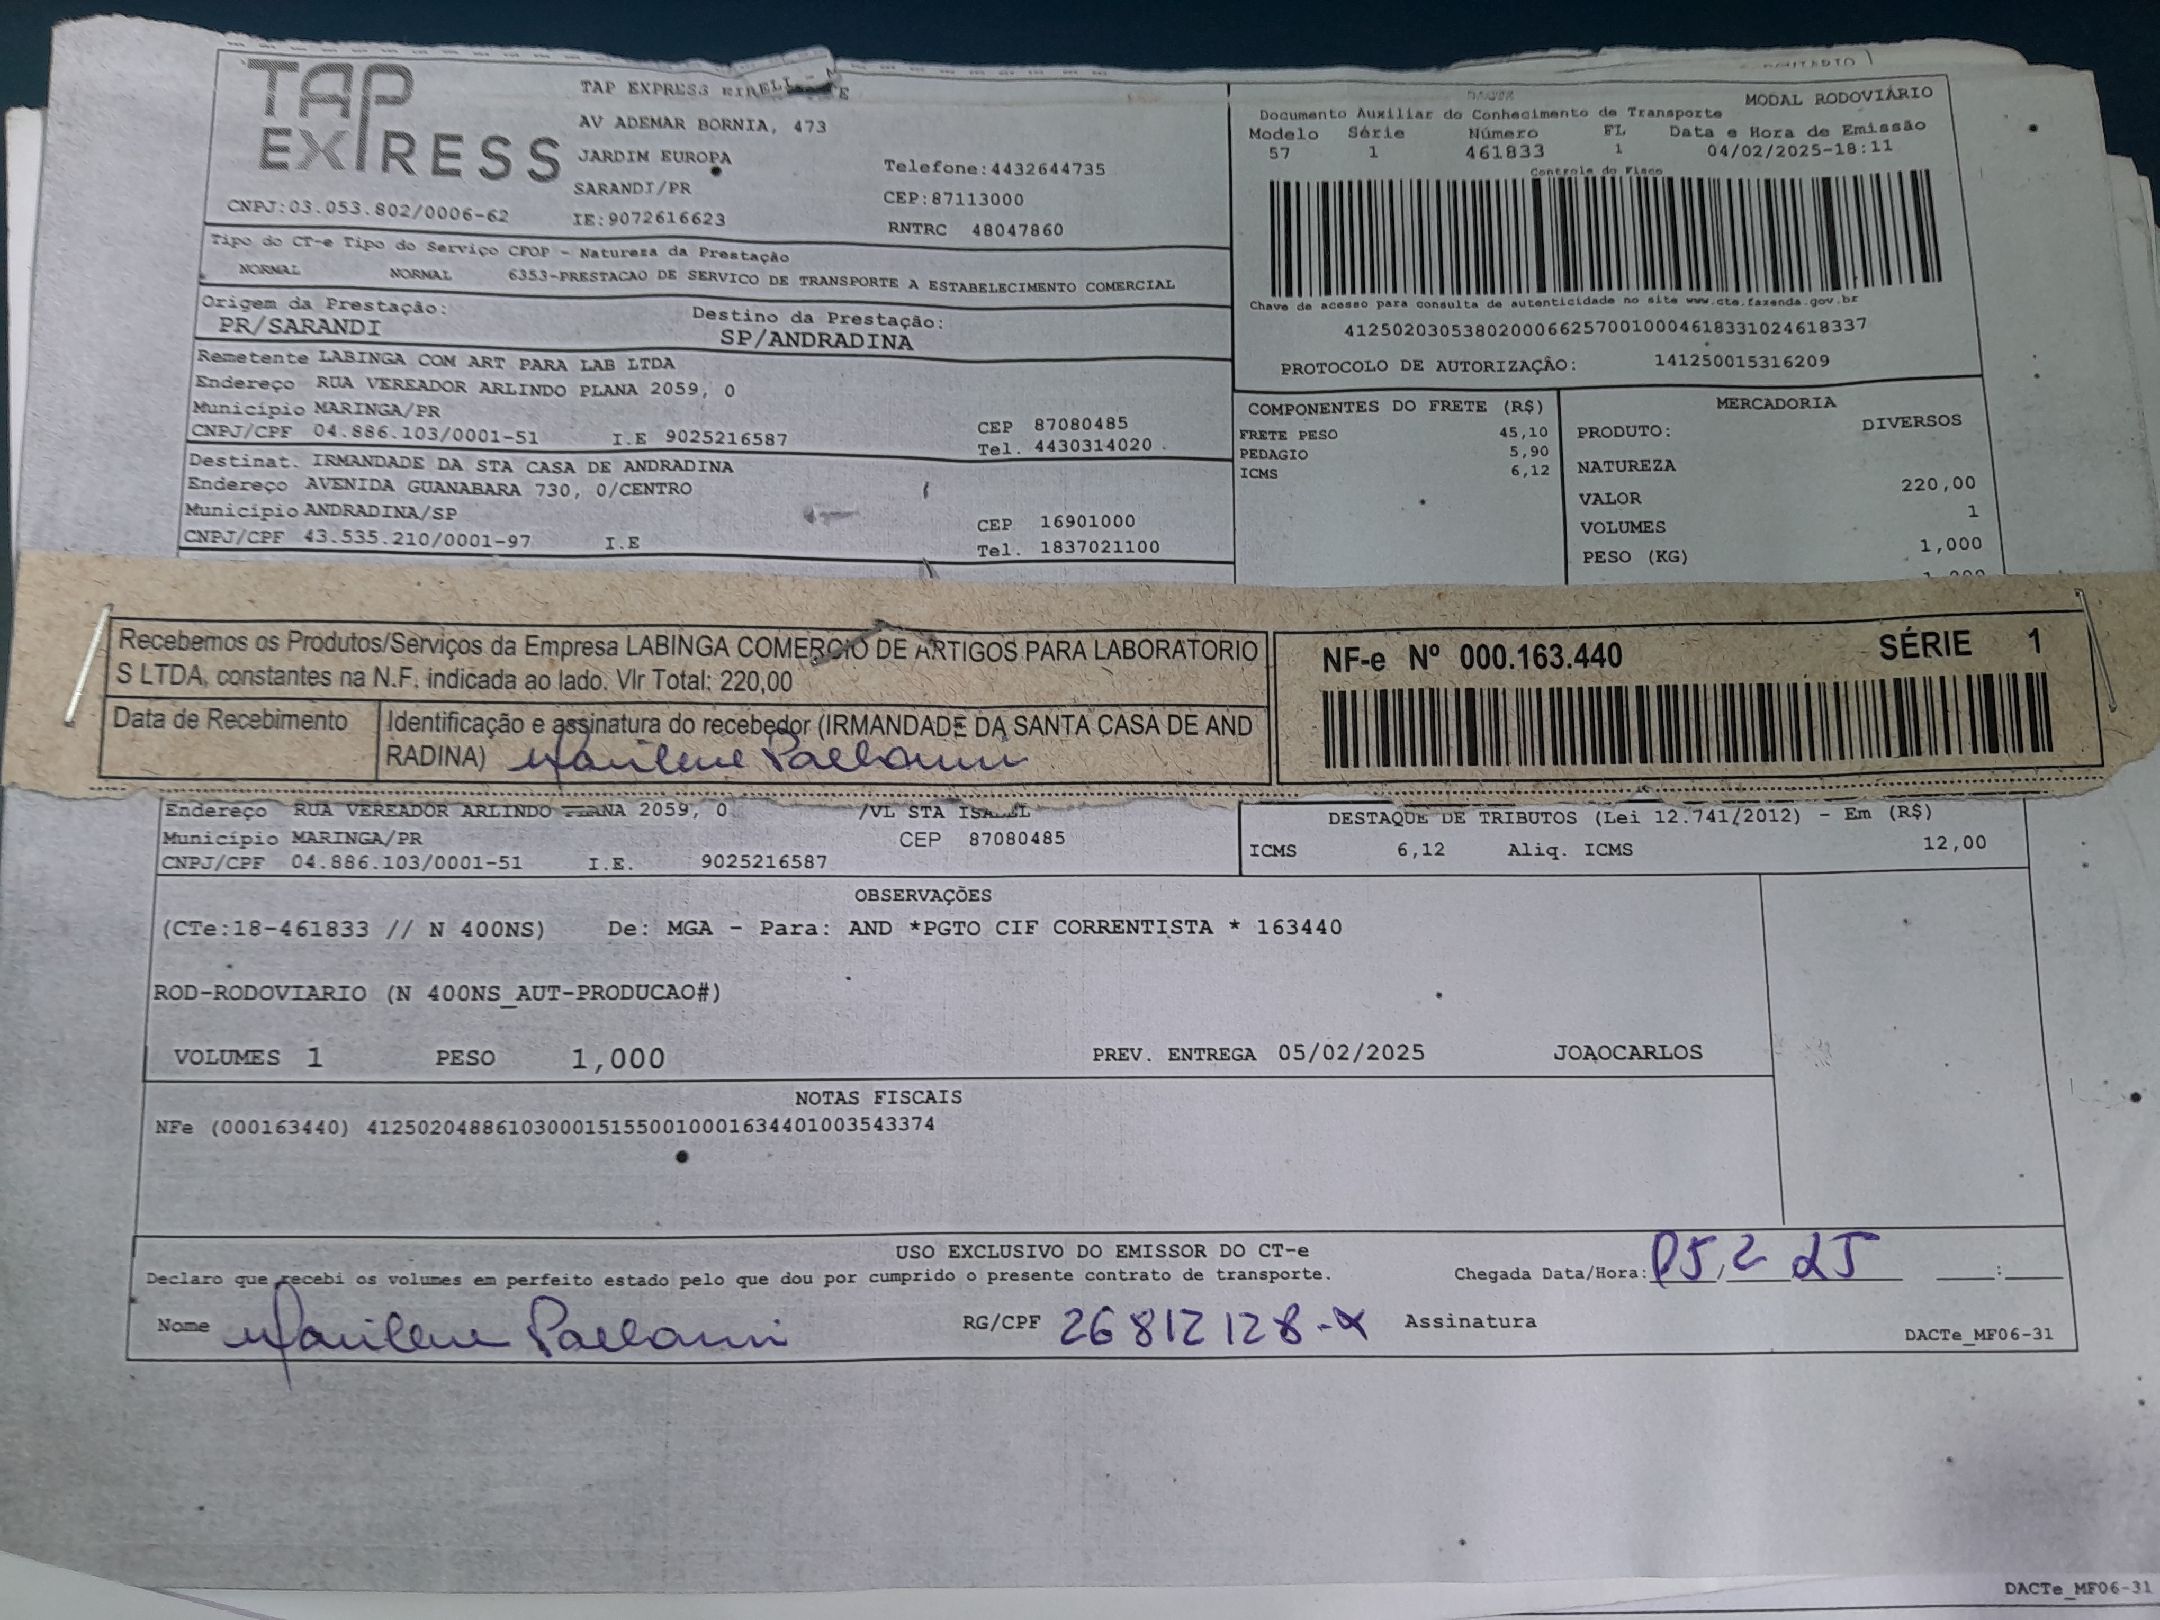 TAP EXPRESS
TAP EXPRESS EIRELI
AV ADEMAR BORNIA, 473
JARDIM EUROPA
SARANDI/PR
CNPJ:03.053.802/0006-62 IE:9072616623
Telefone:4432644735
CEP:87113000
RNTRC 48047860
Tipo do CT-e Tipo do Serviço CFOP - Natureza da Prestação
NORMAL NORMAL 6353-PRESTACAO DE SERVICO DE TRANSPORTE A ESTABELECIMENTO COMERCIAL
Origem da Prestação: Destino da Prestação:
PR/SARANDI SP/ANDRADINA
Remetente LABINGA COM ART PARA LAB LTDA
Endereço RUA VEREADOR ARLINDO PLANA 2059, 0
Município MARINGA/PR CEP 87080485
CNPJ/CPF 04.886.103/0001-51 I.E 9025216587 Tel. 4430314020
Destinat. IRMANDADE DA STA CASA DE ANDRADINA
Endereço AVENIDA GUANABARA 730, 0/CENTRO
Município ANDRADINA/SP CEP 16901000
CNPJ/CPF 43.535.210/0001-97 I.E Tel. 1837021100
DACTE MODAL RODOVIÁRIO
Documento Auxiliar do Conhecimento de Transporte
Modelo Série Número FL Data e Hora de Emissão
57 1 461833 1 04/02/2025-18:11
Controle do Fisco
Chave de acesso para consulta de autenticidade no site www.cte.fazenda.gov.br
41250203053802000662570010004618331024618337
PROTOCOLO DE AUTORIZAÇÃO: 141250015316209
COMPONENTES DO FRETE (R$)
FRETE PESO 45,10
PEDAGIO 5,90
ICMS 6,12
MERCADORIA
PRODUTO: DIVERSOS
NATUREZA
VALOR 220,00
VOLUMES 1
PESO (KG) 1,000
Recebemos os Produtos/Serviços da Empresa LABINGA COMERCIO DE ARTIGOS PARA LABORATORIO
S LTDA, constantes na N.F. indicada ao lado. Vlr Total: 220,00
Data de Recebimento
Identificação e assinatura do recebedor (IRMANDADE DA SANTA CASA DE AND
RADINA) Marilene
NF-e Nº 000.163.440 SÉRIE 1
Endereço RUA VEREADOR ARLINDO PLANA 2059, 0 /VL STA ISABEL
Município MARINGA/PR CEP 87080485
CNPJ/CPF 04.886.103/0001-51 I.E. 9025216587
DESTAQUE DE TRIBUTOS (Lei 12.741/2012) - Em (R$)
ICMS 6,12 Aliq. ICMS 12,00
OBSERVAÇÕES
(CTe:18-461833 // N 400NS) De: MGA - Para: AND *PGTO CIF CORRENTISTA * 163440
ROD-RODOVIARIO (N 400NS_AUT-PRODUCAO#)
VOLUMES 1 PESO 1,000 PREV. ENTREGA 05/02/2025 JOAOCARLOS
NOTAS FISCAIS
NFe (000163440) 41250204886103000151550010001634401003543374
USO EXCLUSIVO DO EMISSOR DO CT-e
Declaro que recebi os volumes em perfeito estado pelo que dou por cumprido o presente contrato de transporte. Chegada Data/Hora: 05, 2 25 :
Nome Marilene RG/CPF 26812128-X Assinatura
DACTe_MF06-31
DACTe_MF06-31